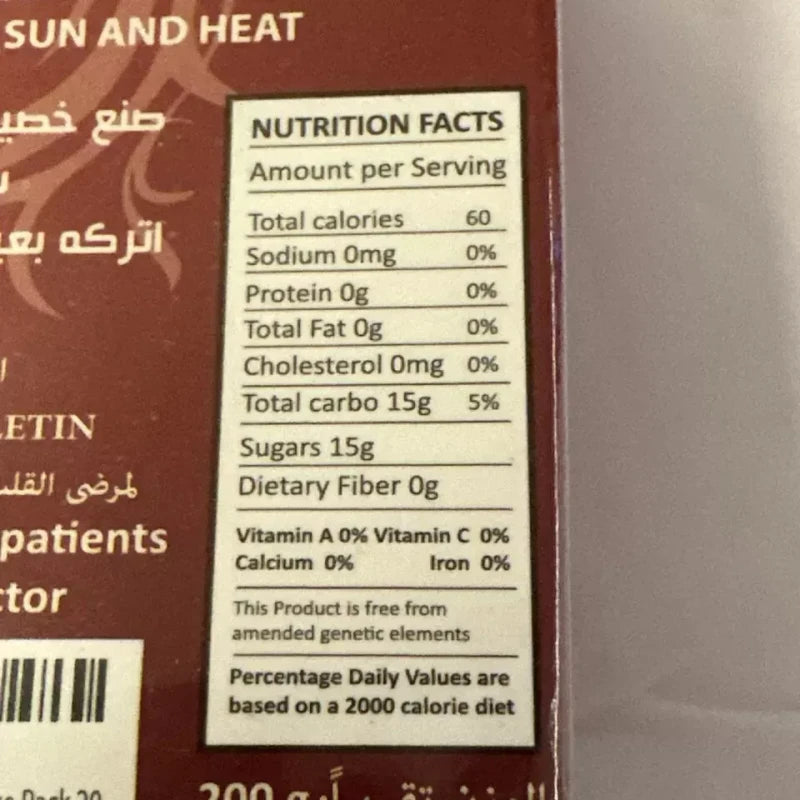 SUN AND HEAT
صنع
اتركه
LETIN
لمرضى القلب
patients
NUTRITION FACTS
Amount per Serving
Total calories 60
Sodium 0mg 0%
Protein 0g 0%
Total Fat 0g 0%
Cholesterol 0mg 0%
Total carbo 15g 5%
Sugars 15g
Dietary Fiber 0g
Vitamin A 0% Vitamin C 0%
Calcium 0% Iron 0%
This Product is free from
amended genetic elements
Percentage Daily Values are
based on a 2000 calorie diet
200 g